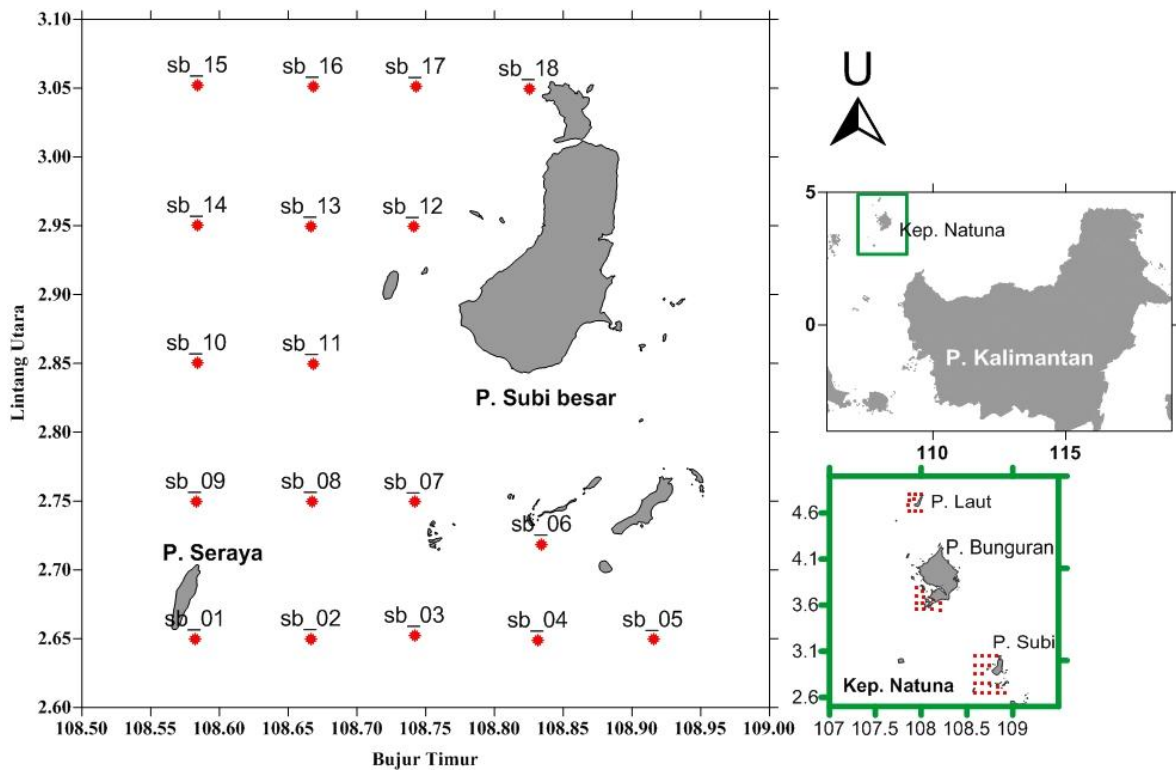 3.10
sb_15 sb_16 sb_17 sb_18
3.05
3.00
sb_14 sb_13 sb_12
2.95
2.90
sb_10 sb_11
2.85
P. Subi besar
2.80
sb_09 sb_08 sb_07
2.75
sb_06
P. Seraya
2.70
sb_01 sb_02 sb_03 sb_04 sb_05
2.65
2.60
108.50 108.55 108.60 108.65 108.70 108.75 108.80 108.85 108.90 108.95 109.00
Lintang Utara
Bujur Timur
U
5
Kep. Natuna
0
P. Kalimantan
110 115
4.6
P. Laut
4.1
P. Bunguran
3.6
3.1
P. Subi
2.6
Kep. Natuna
107 107.5 108 108.5 109